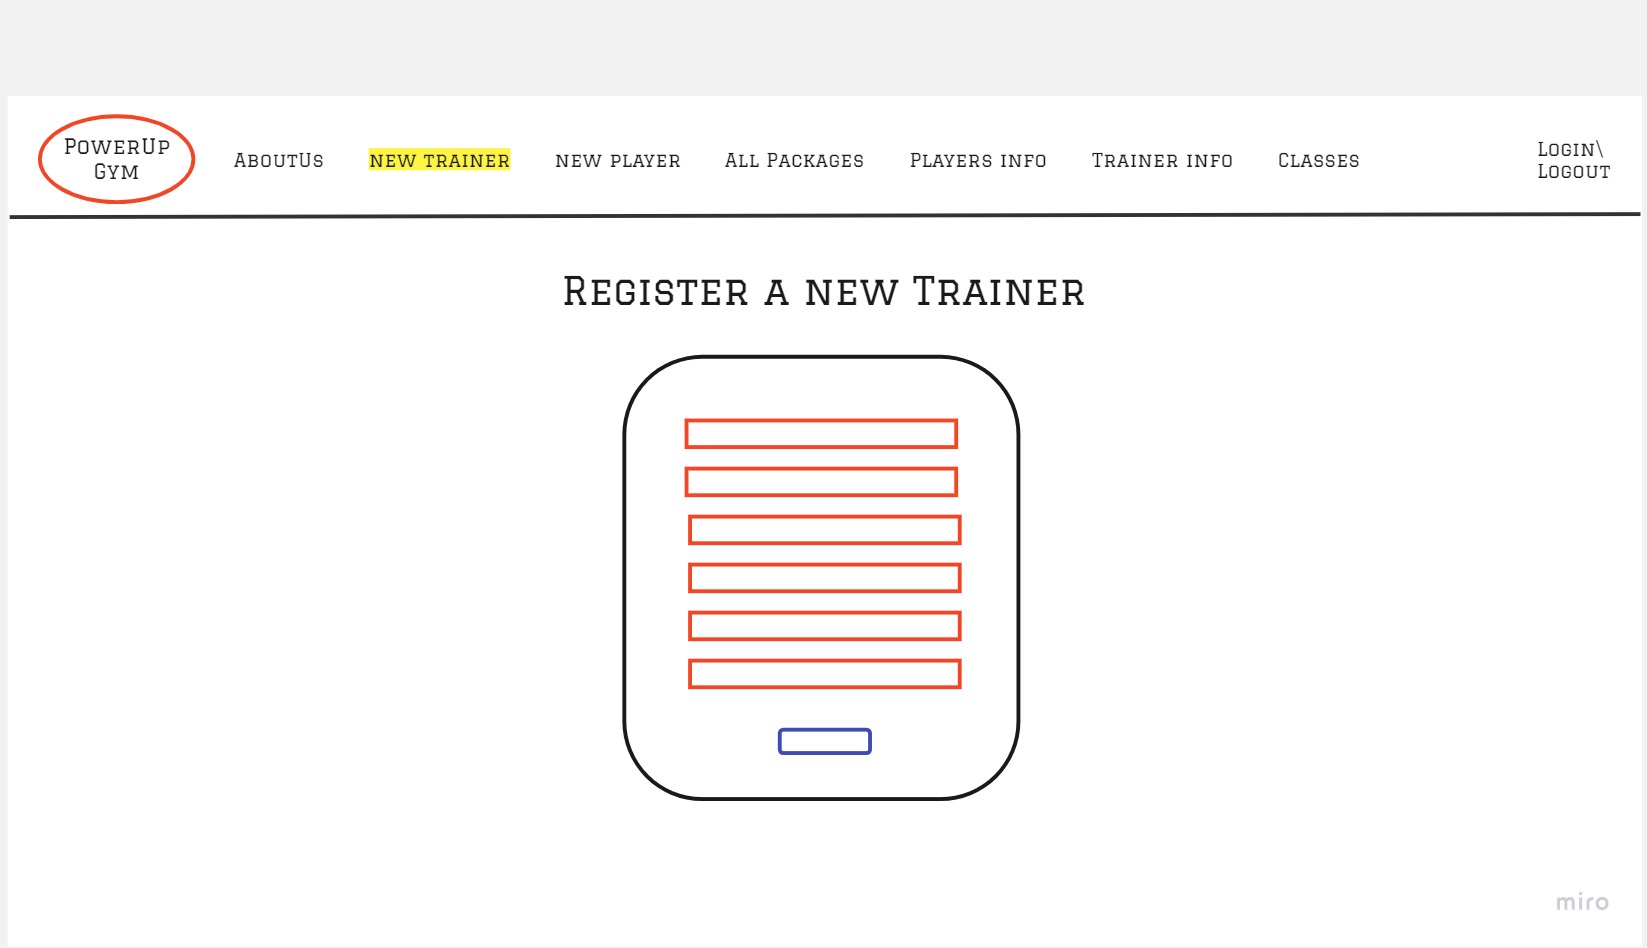 PowerUp
Gym
AboutUs
new trainer
new player
All Packages
Players info
Trainer info
Classes
Login\
Logout
Register a new Trainer
miro